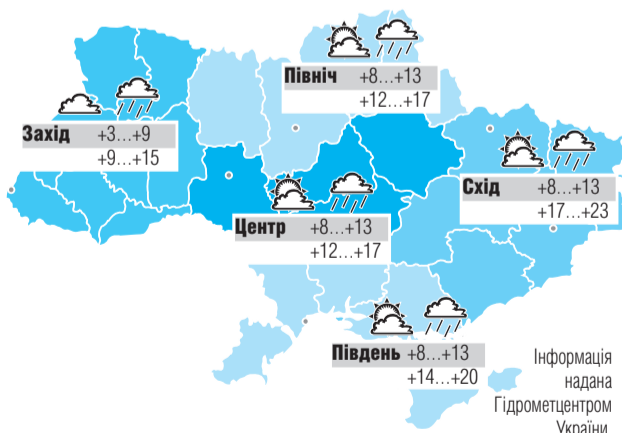 Північ +8...+13
+12...+17
Захід +3...+9
+9...+15
Схід +8...+13
+17...+23
Центр +8...+13
+12...+17
Південь +8...+13
+14...+20
Інформація
надана
Гідрометцентром
України.